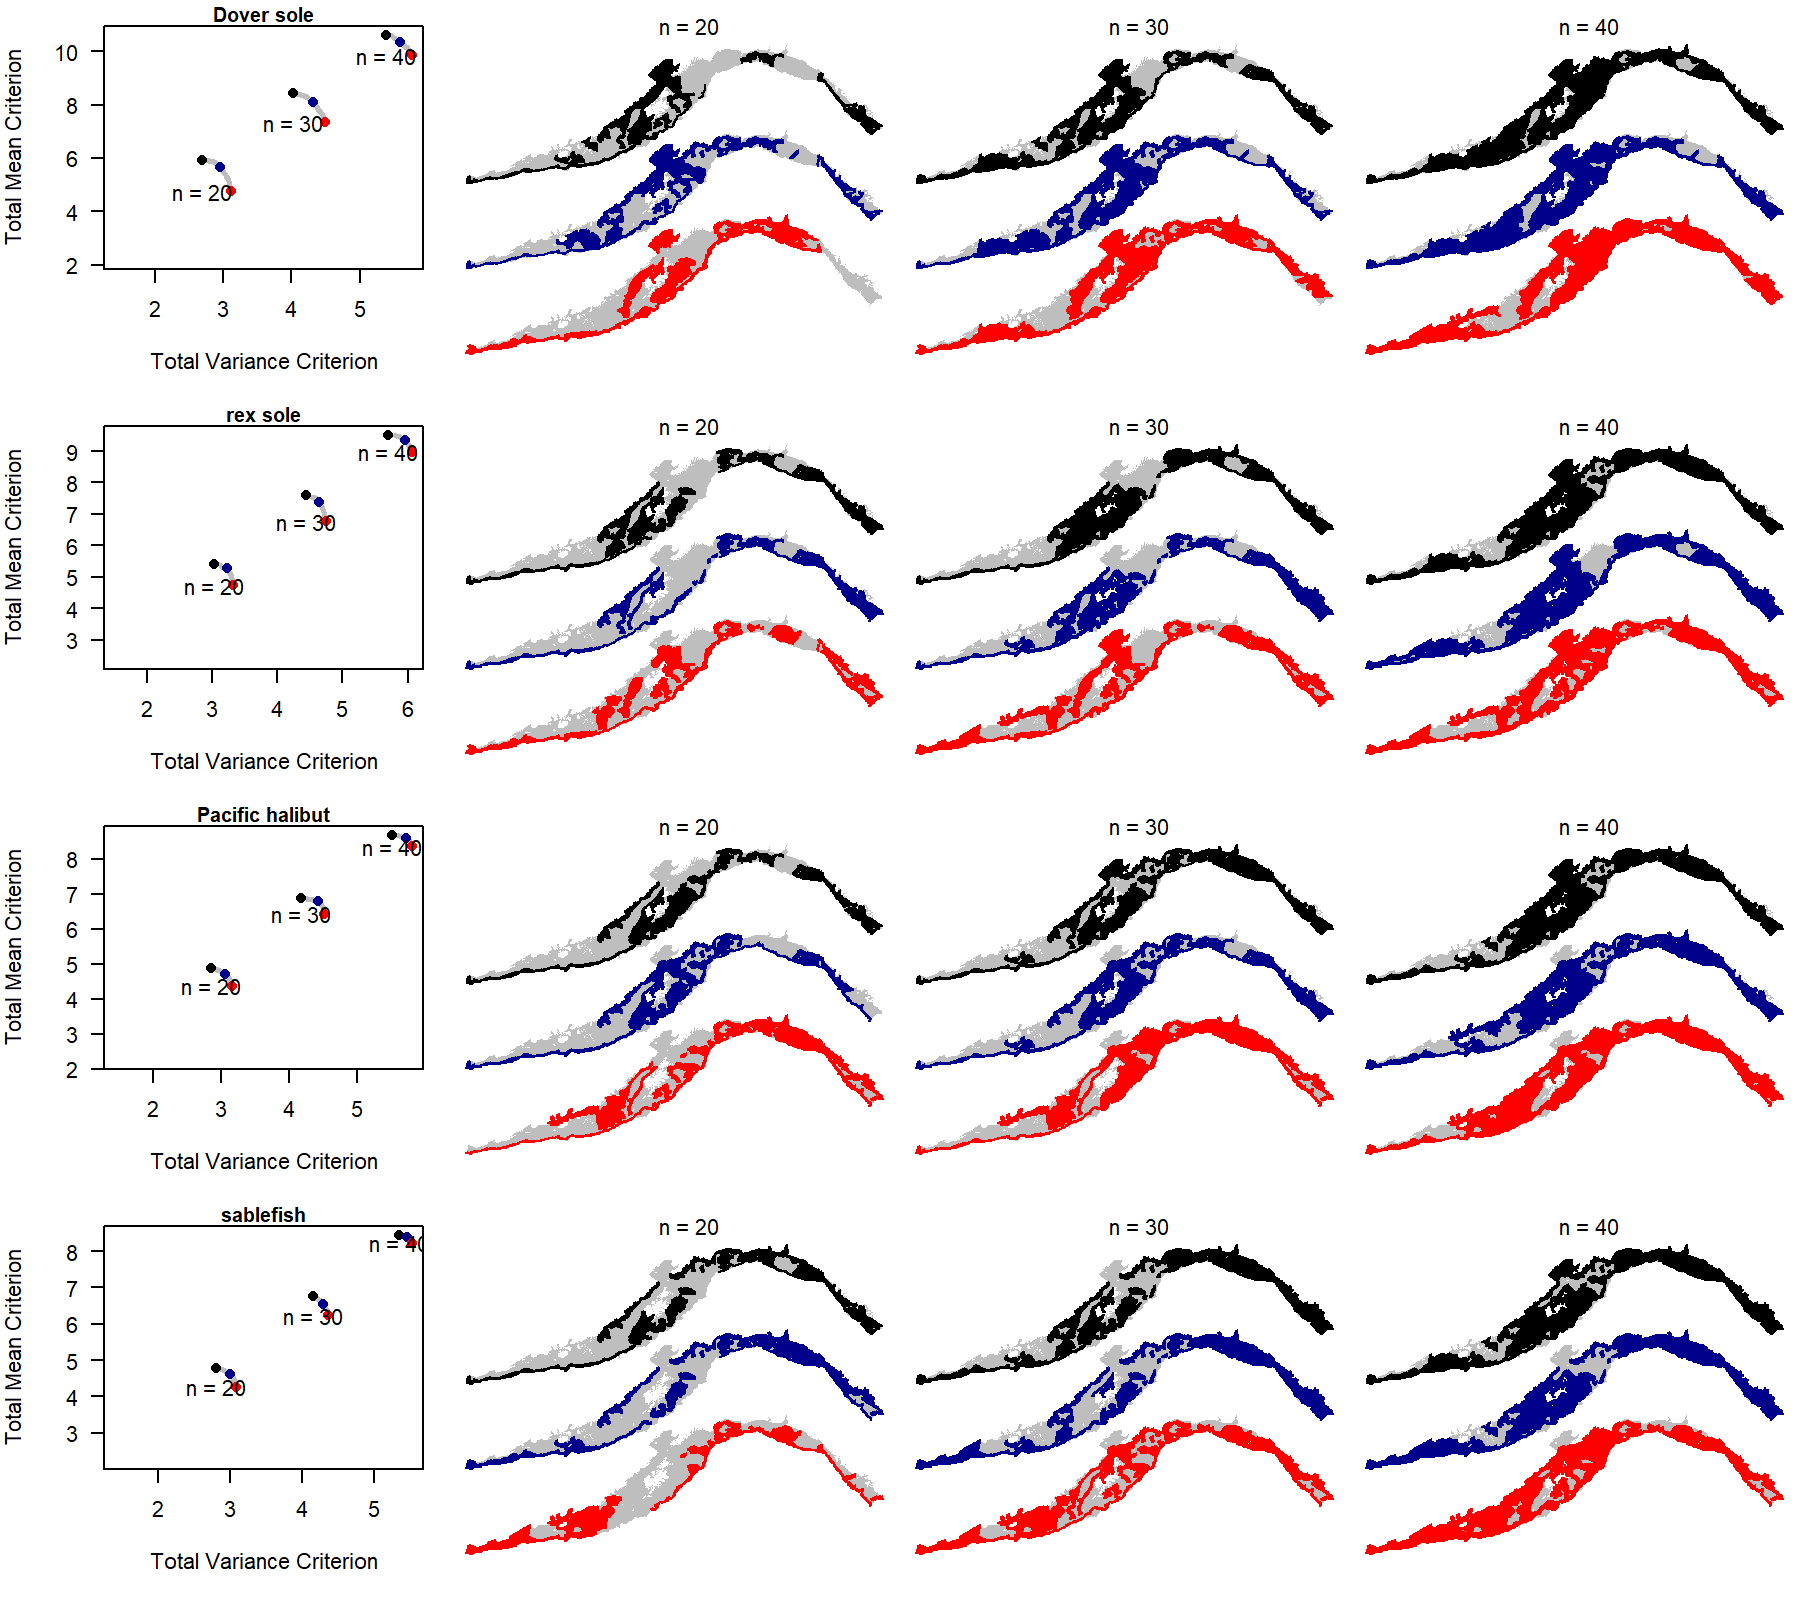 Dover sole
n = 20
n = 30
n = 40
Total Mean Criterion
10
8
6
4
2
n = 40
n = 30
n = 20
2 3 4 5
Total Variance Criterion
rex sole
n = 20
n = 30
n = 40
Total Mean Criterion
9
8
7
6
5
4
3
n = 40
n = 30
n = 20
2 3 4 5 6
Total Variance Criterion
Pacific halibut
n = 20
n = 30
n = 40
Total Mean Criterion
8
7
6
5
4
3
2
n = 40
n = 30
n = 20
2 3 4 5
Total Variance Criterion
sablefish
n = 20
n = 30
n = 40
Total Mean Criterion
8
7
6
5
4
3
n = 40
n = 30
n = 20
2 3 4 5
Total Variance Criterion